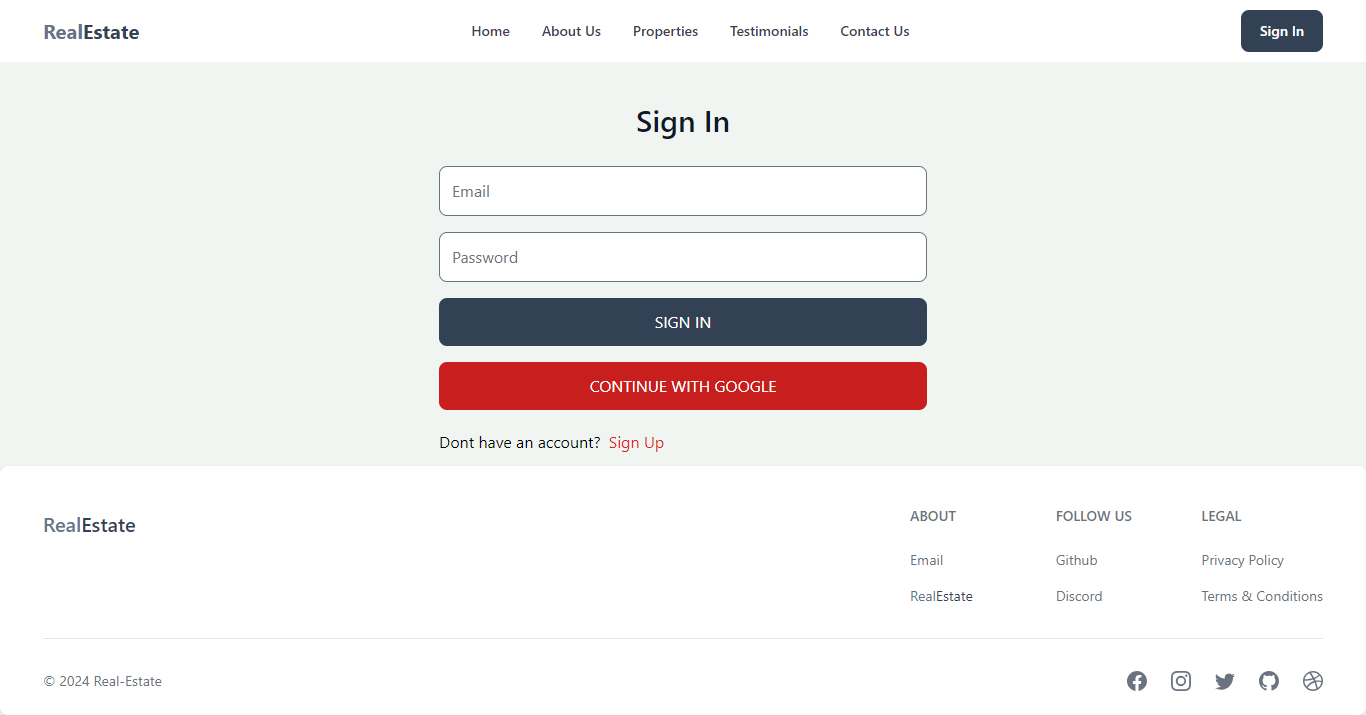 RealEstate Home About Us Properties Testimonials Contact Us Sign In
Sign In
Email
Password
SIGN IN
CONTINUE WITH GOOGLE
Dont have an account? Sign Up
RealEstate
ABOUT FOLLOW US LEGAL
Email Github Privacy Policy
RealEstate Discord Terms & Conditions
© 2024 Real-Estate